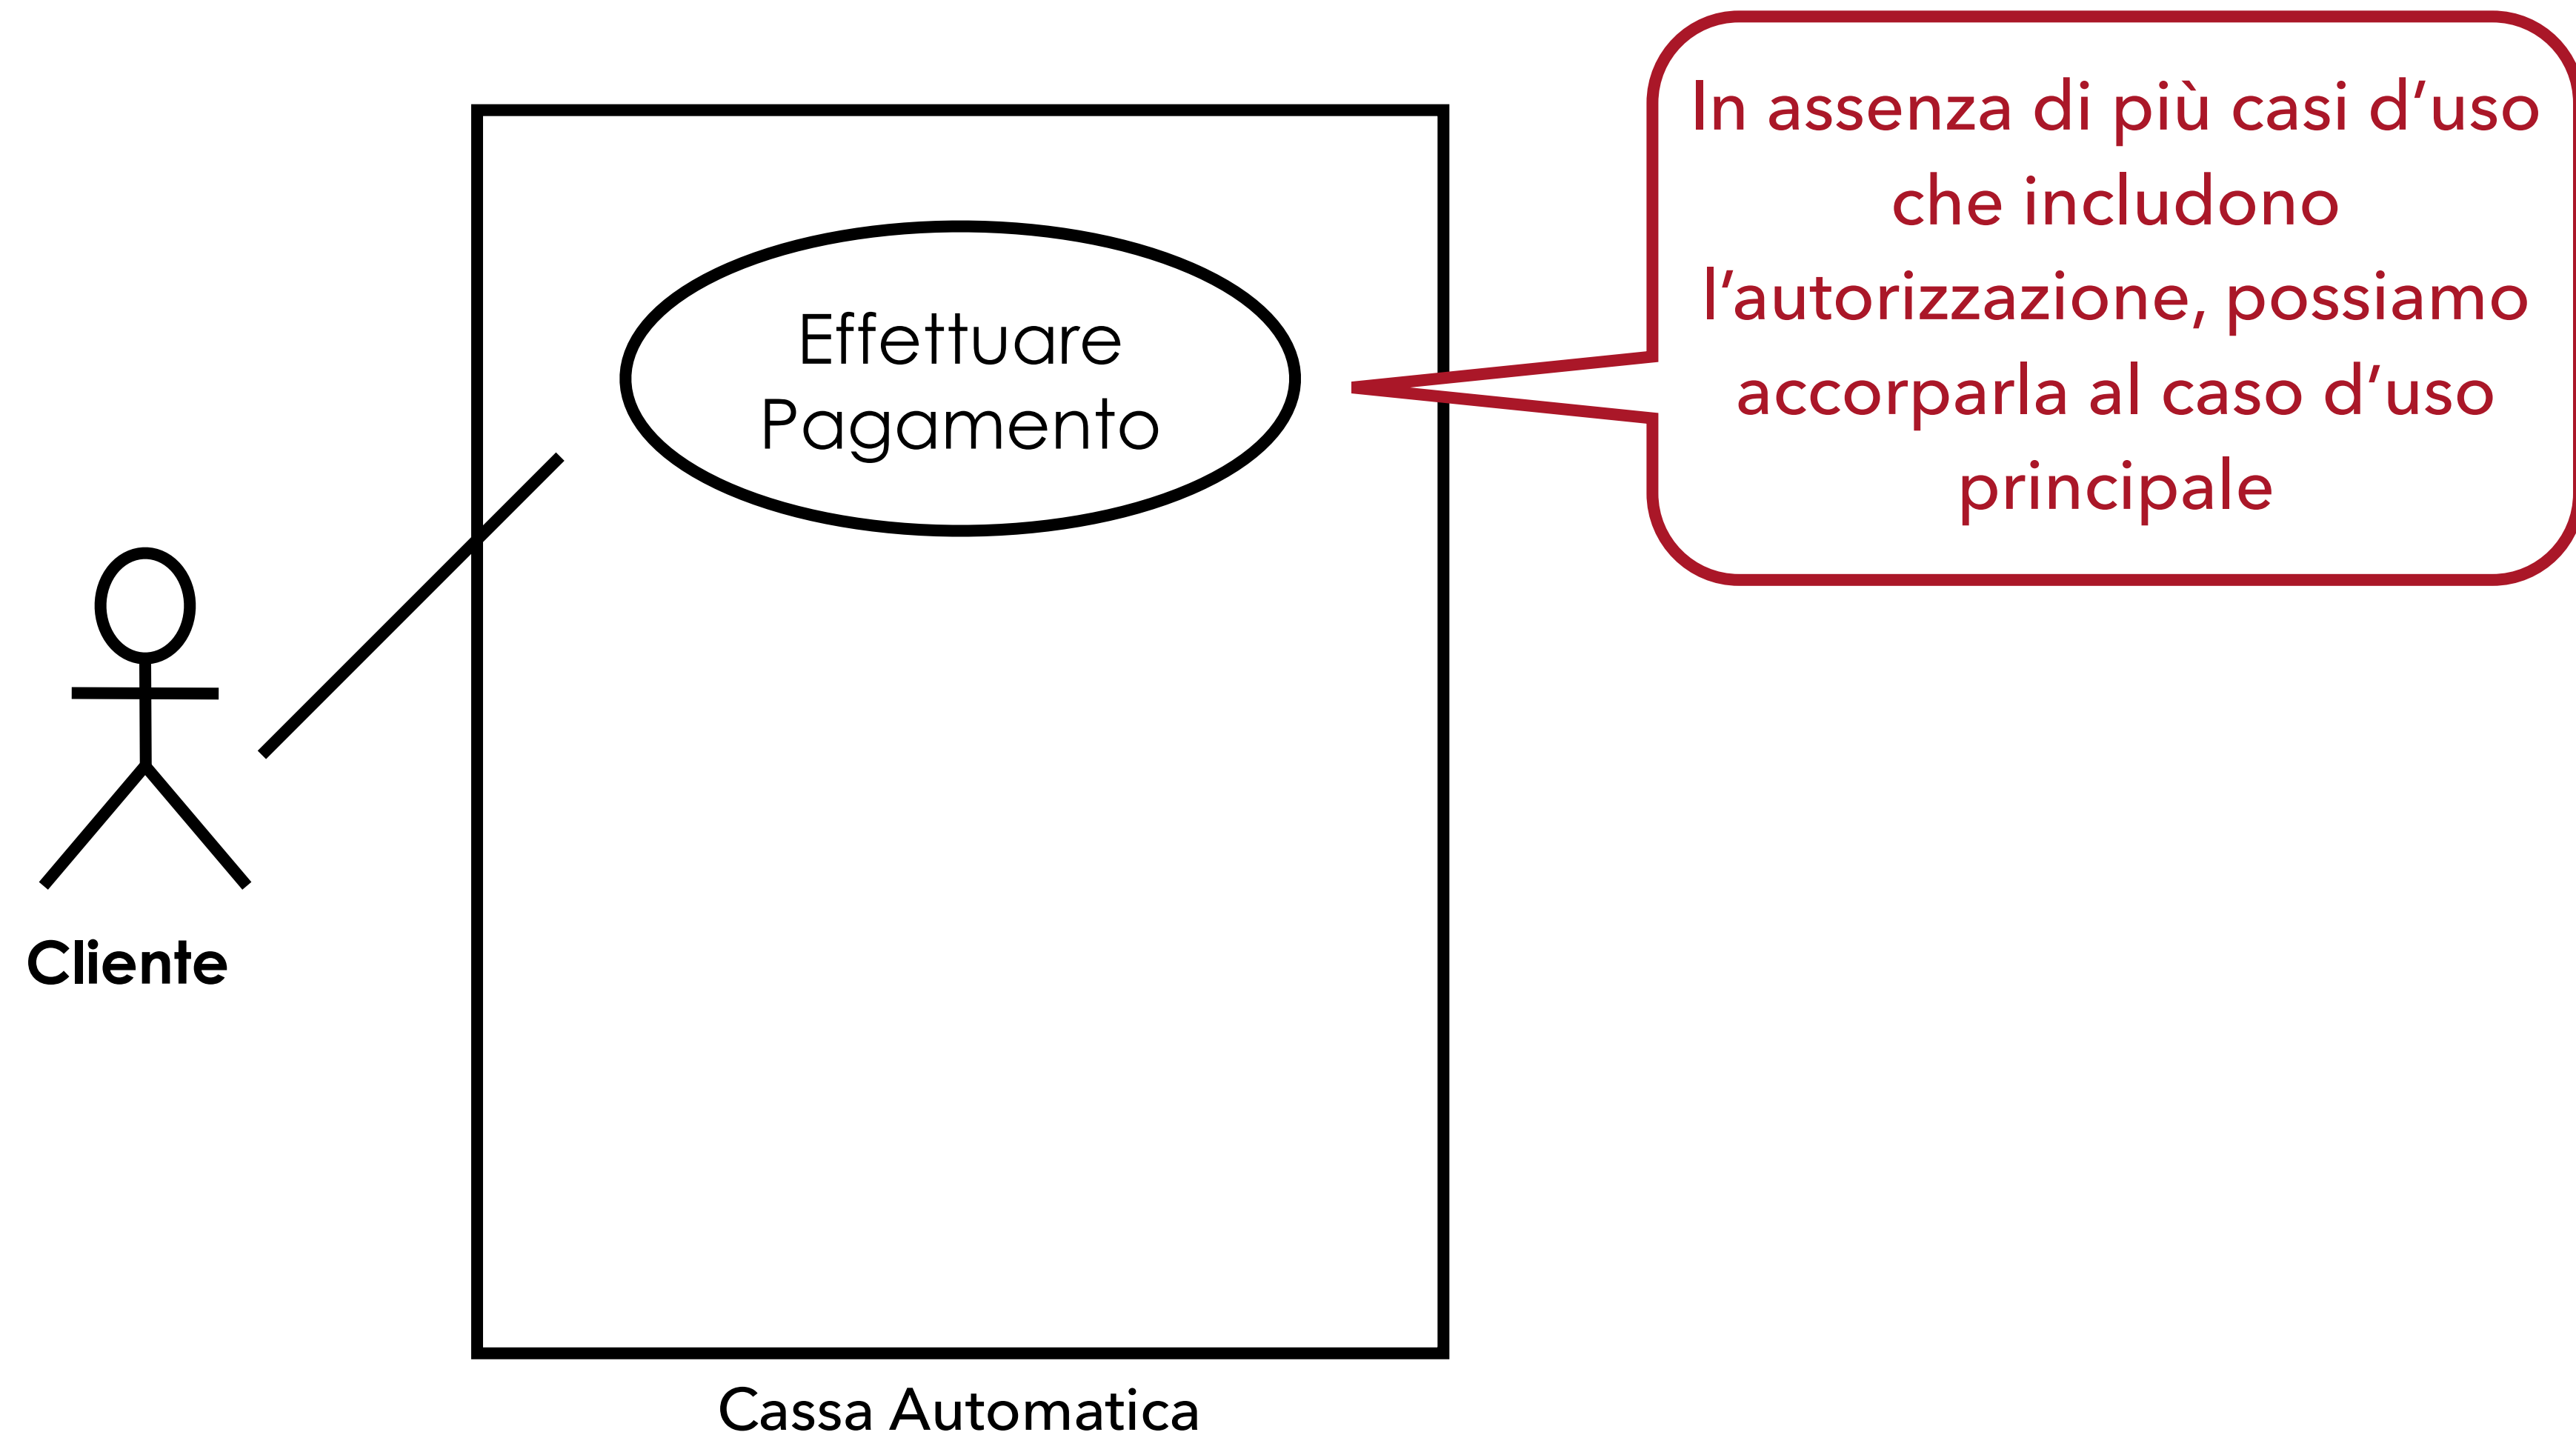 In assenza di più casi d’uso
che includono
l’autorizzazione, possiamo
accorparla al caso d’uso
principale
Effettuare
Pagamento
Cliente
Cassa Automatica